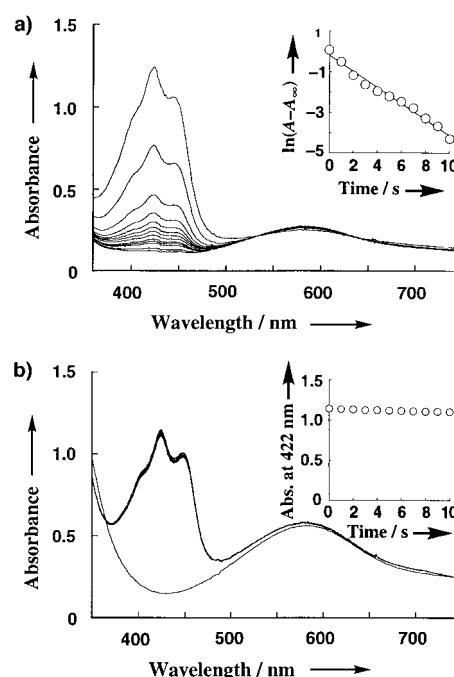 a)
1.5
1.0
0.5
0
Absorbance
400 500 600 700
Wavelength / nm
1
−1
−3
−5
ln(A−A∞)
0 2 4 6 8 10
Time / s
b)
1.5
1.0
0.5
0.0
Absorbance
400 500 600 700
Wavelength / nm
1.5
1.0
0.5
0
Abs. at 422 nm
0 2 4 6 8 10
Time / s